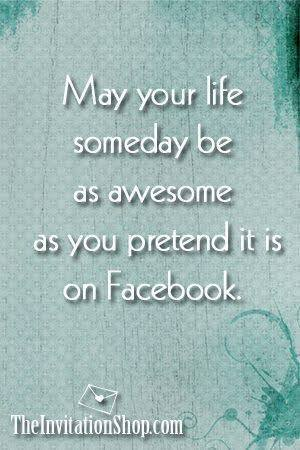 May your life
someday be
as awesome
as you pretend it is
on Facebook.
TheInvitationShop.com